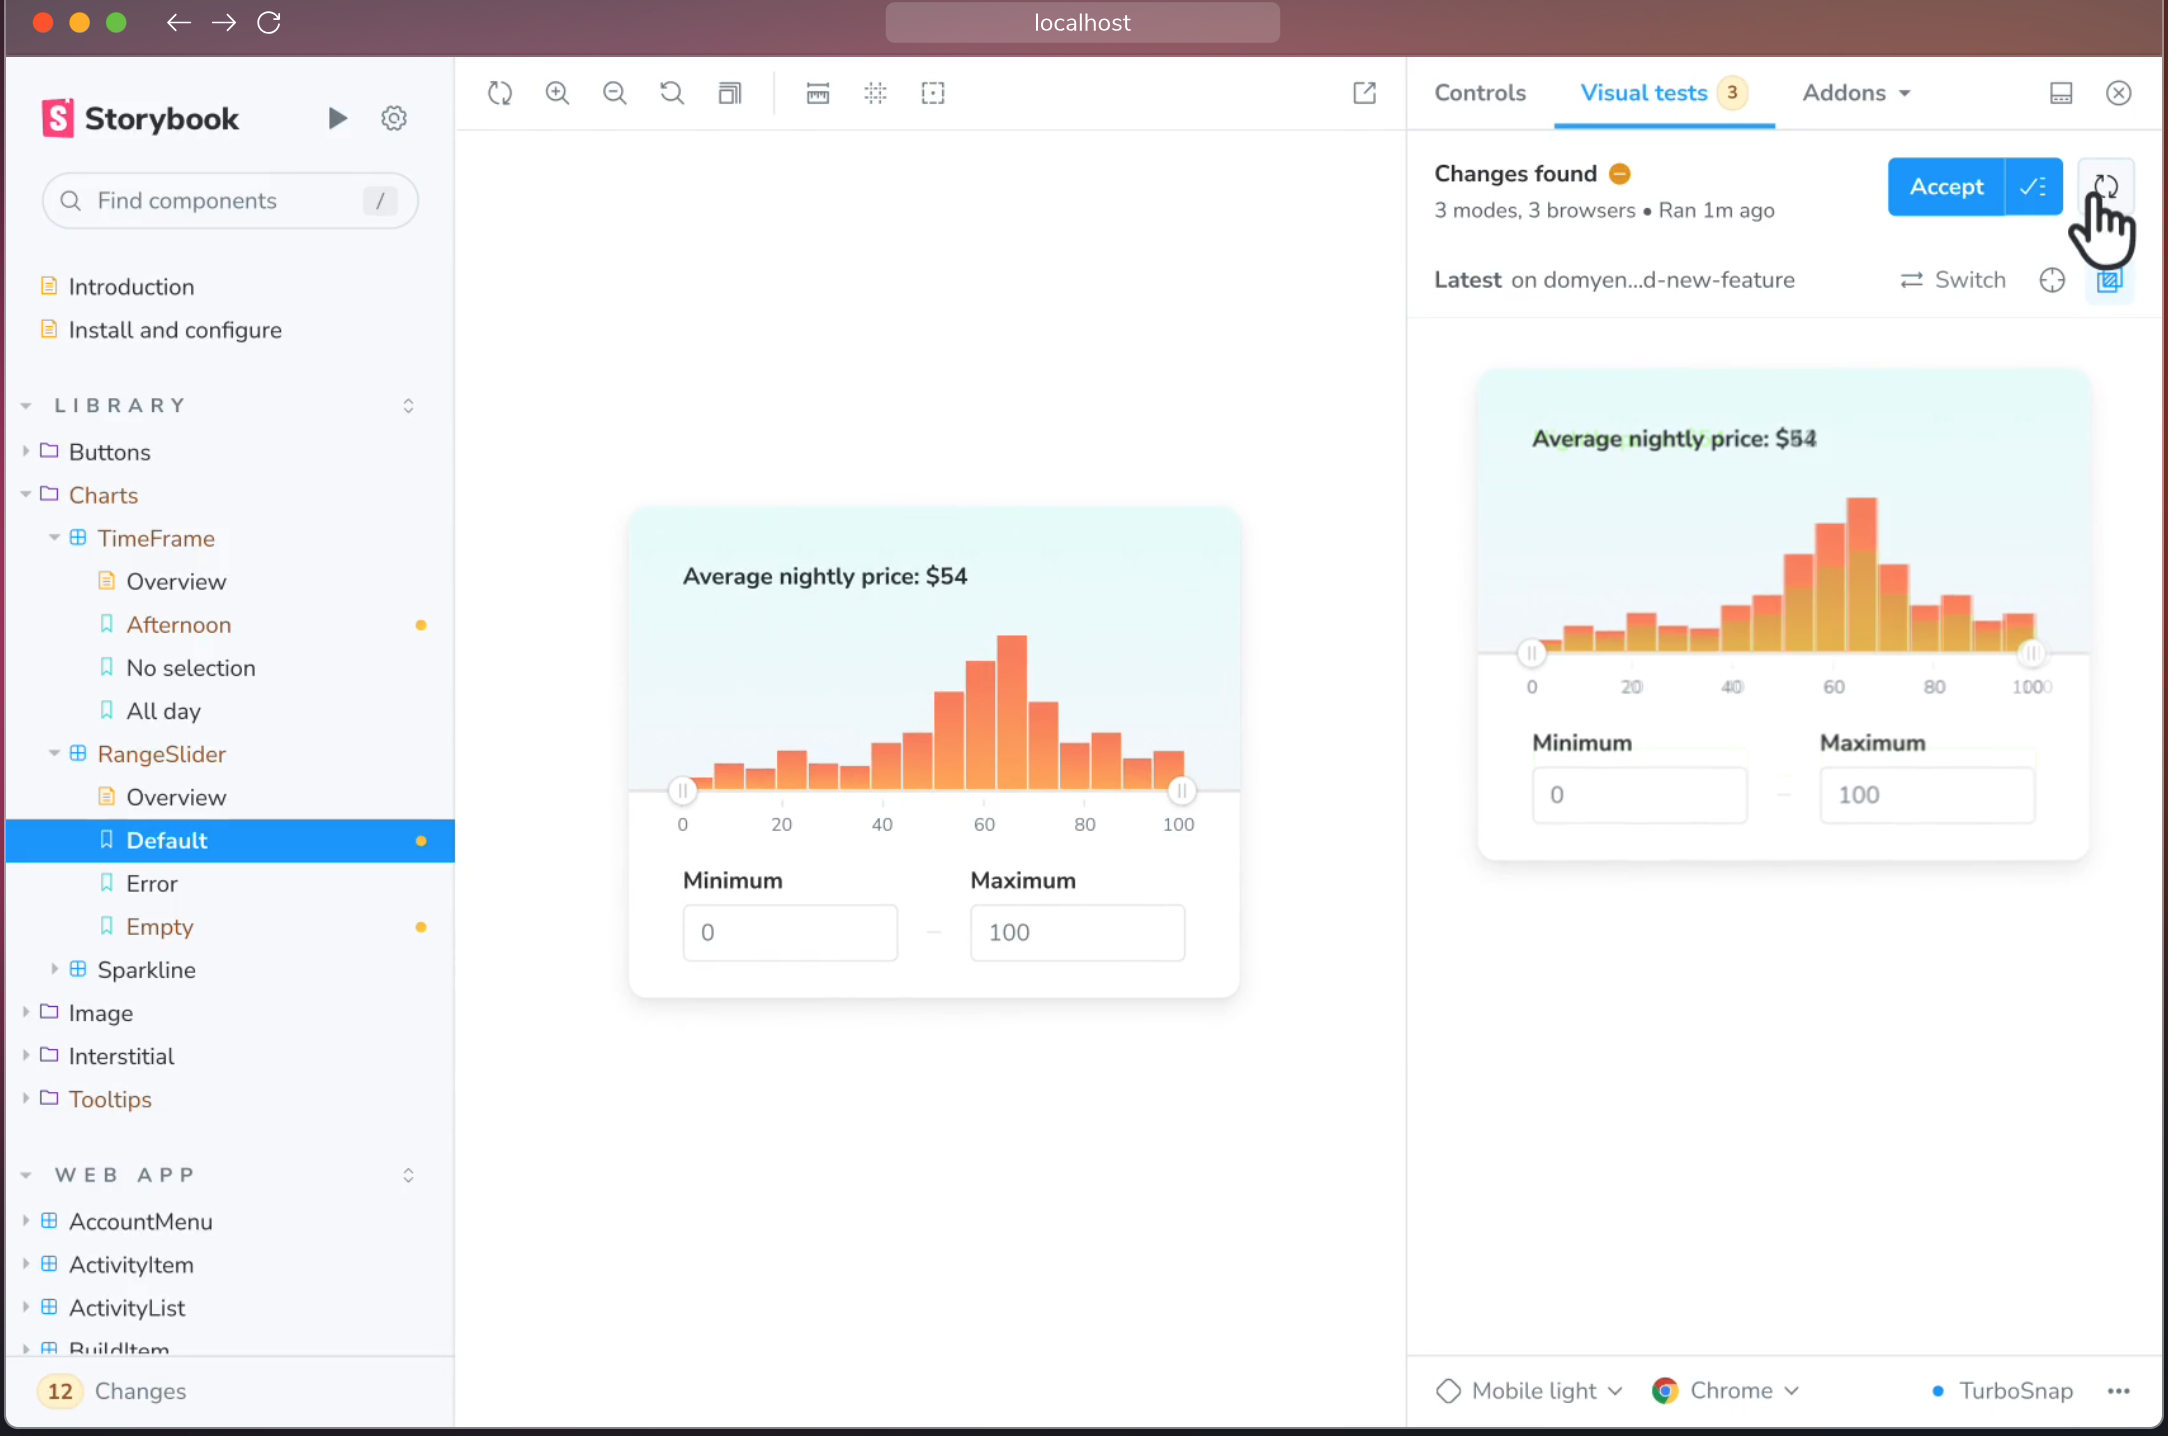 localhost
Storybook
Find components /
Introduction
Install and configure
LIBRARY
Buttons
Charts
TimeFrame
Overview
Afternoon
No selection
All day
RangeSlider
Overview
Default
Error
Empty
Sparkline
Image
Interstitial
Tooltips
WEB APP
AccountMenu
ActivityItem
ActivityList
BuildItem
12 Changes
Average nightly price: $54
0 20 40 60 80 100
Minimum Maximum
0 – 100
Controls Visual tests 3 Addons
Changes found
3 modes, 3 browsers • Ran 1m ago
Accept
Latest on domyen...d-new-feature
Switch
Average nightly price:
0 20 40 60 80 100
Minimum Maximum
0 – 100
Mobile light Chrome TurboSnap